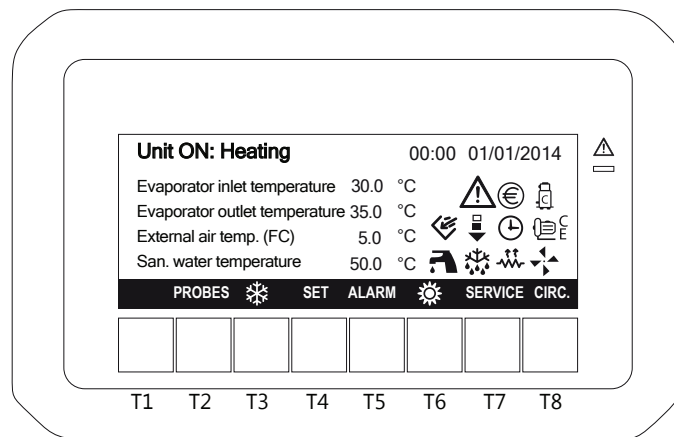 Unit ON: Heating 00:00 01/01/2014
Evaporator inlet temperature 30.0 °C
Evaporator outlet temperature 35.0 °C
External air temp. (FC) 5.0 °C
San. water temperature 50.0 °C
€
C
C
E
PROBES SET ALARM SERVICE CIRC.
T1 T2 T3 T4 T5 T6 T7 T8